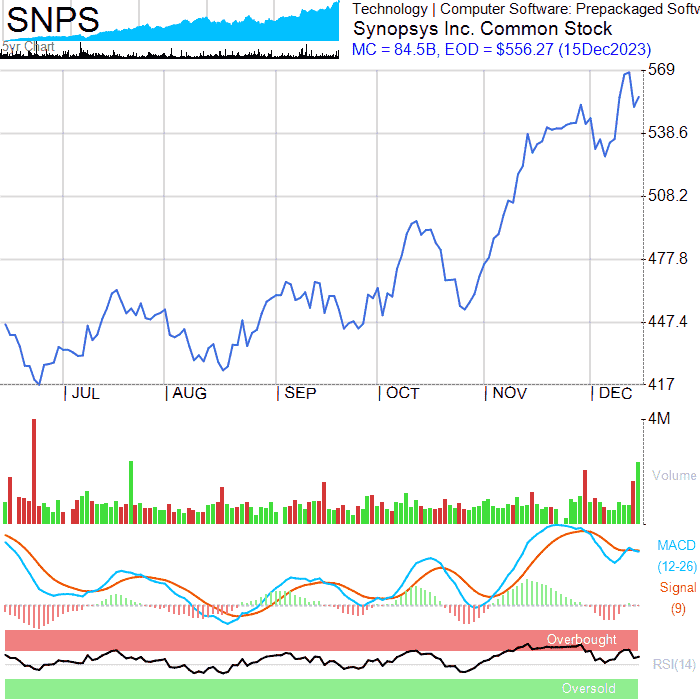 SNPS
5yr Chart
Technology | Computer Software: Prepackaged Softw
Synopsys Inc. Common Stock
MC = 84.5B, EOD = $556.27 (15Dec2023)
569
538.6
508.2
477.8
447.4
417
JUL AUG SEP OCT NOV DEC
4M
Volume
MACD
(12-26)
Signal
(9)
Overbought
RSI(14)
Oversold